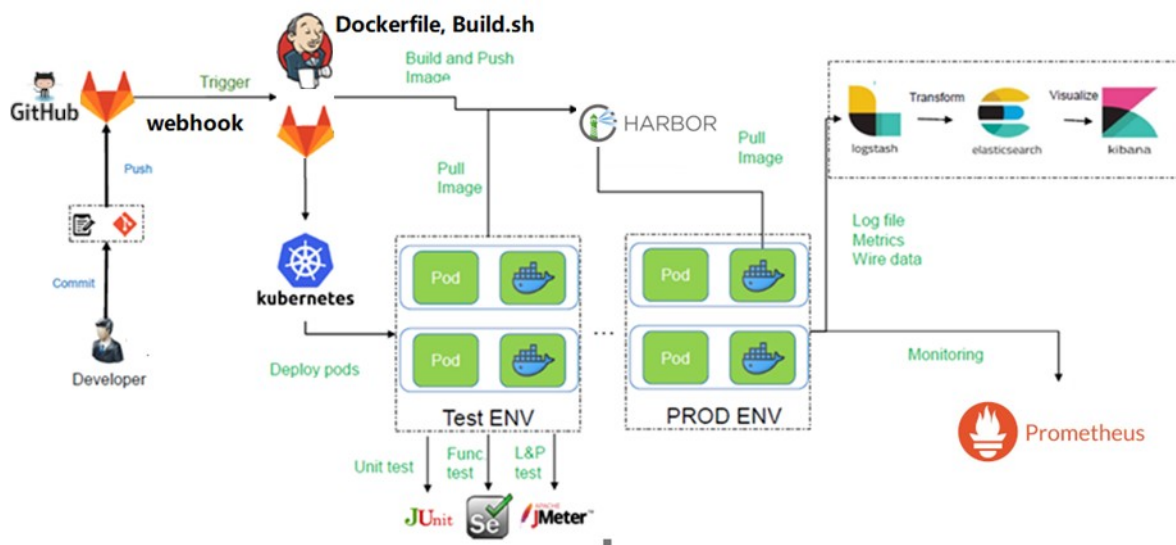 Dockerfile, Build.sh
Build and Push
Image
Trigger
GitHub
webhook
HARBOR
Push
Pull
Image
Pull
Image
Transform
Visualize
logstash
elasticsearch
kibana
Log file
Metrics
Wire data
Commit
kubernetes
Pod
Pod
Pod
Pod
...
Developer
Deploy pods
Monitoring
Test ENV
PROD ENV
Prometheus
Unit test
Func.
test
L&P
test
JUnit
Se
APACHE
JMeter™